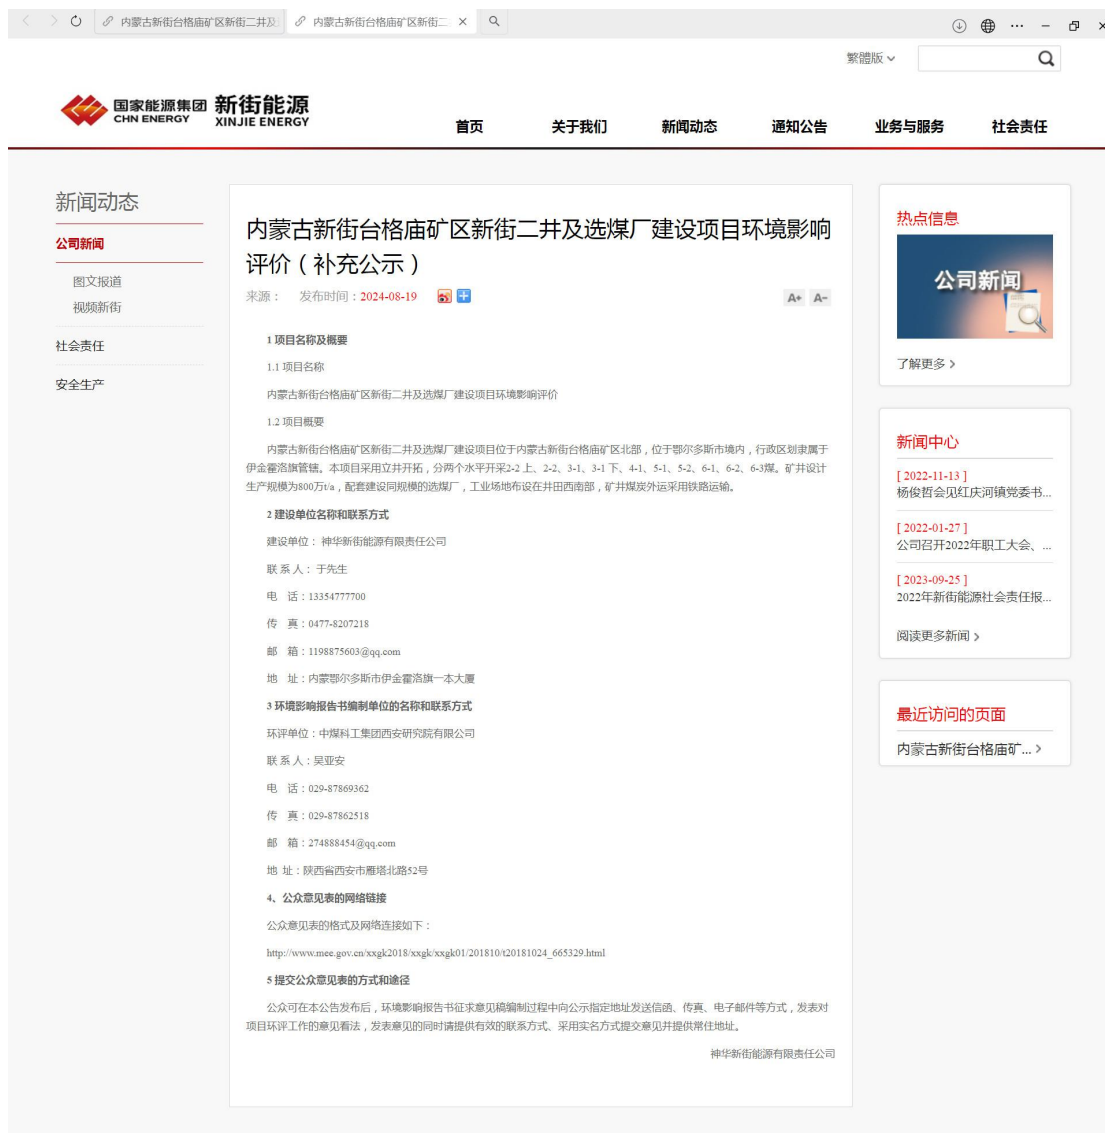 内蒙古新街台格庙矿区新街二井及
内蒙古新街台格庙矿区新街二
繁體版
国家能源集团 新街能源
CHN ENERGY XINJIE ENERGY
首页 关于我们 新闻动态 通知公告 业务与服务 社会责任
新闻动态
公司新闻
图文报道
视频新街
社会责任
安全生产
内蒙古新街台格庙矿区新街二井及选煤厂建设项目环境影响
评价（补充公示）
来源： 发布时间：2024-08-19
A+ A-
1 项目名称及概要
1.1 项目名称
内蒙古新街台格庙矿区新街二井及选煤厂建设项目环境影响评价
1.2 项目概要
内蒙古新街台格庙矿区新街二井及选煤厂建设项目位于内蒙古新街台格庙矿区北部，位于鄂尔多斯市境内，行政区划隶属于
伊金霍洛旗管辖。本项目采用立井开拓，分两个水平开采2-2 上、2-2、3-1、3-1 下、4-1、5-1、5-2、6-1、6-2、6-3煤。矿井设计
生产规模为800万t/a，配套建设同规模的选煤厂，工业场地布设在井田西南部，矿井煤炭外运采用铁路运输。
2 建设单位名称和联系方式
建设单位： 神华新街能源有限责任公司
联 系 人： 于先生
电 话：13354777700
传 真：0477-8207218
邮 箱：1198875603@qq.com
地 址：内蒙鄂尔多斯市伊金霍洛旗一本大厦
3 环境影响报告书编制单位的名称和联系方式
环评单位：中煤科工集团西安研究院有限公司
联 系 人：吴亚安
电 话：029-87869362
传 真：029-87862518
邮 箱：274888454@qq.com
地 址：陕西省西安市雁塔北路52号
4、公众意见表的网络链接
公众意见表的格式及网络连接如下：
http://www.mee.gov.cn/xxgk2018/xxgk/xxgk01/201810/t20181024_665329.html
5 提交公众意见表的方式和途径
公众可在本公告发布后，环境影响报告书征求意见稿编制过程中向公示指定地址发送信函、传真、电子邮件等方式，发表对
项目环评工作的意见看法，发表意见的同时请提供有效的联系方式、采用实名方式提交意见并提供常住地址。
神华新街能源有限责任公司
热点信息
公司新闻
了解更多
新闻中心
[ 2022-11-13 ]
杨俊哲会见红庆河镇党委书...
[ 2022-01-27 ]
公司召开2022年职工大会、...
[ 2023-09-25 ]
2022年新街能源社会责任报...
阅读更多新闻
最近访问的页面
内蒙古新街台格庙矿...